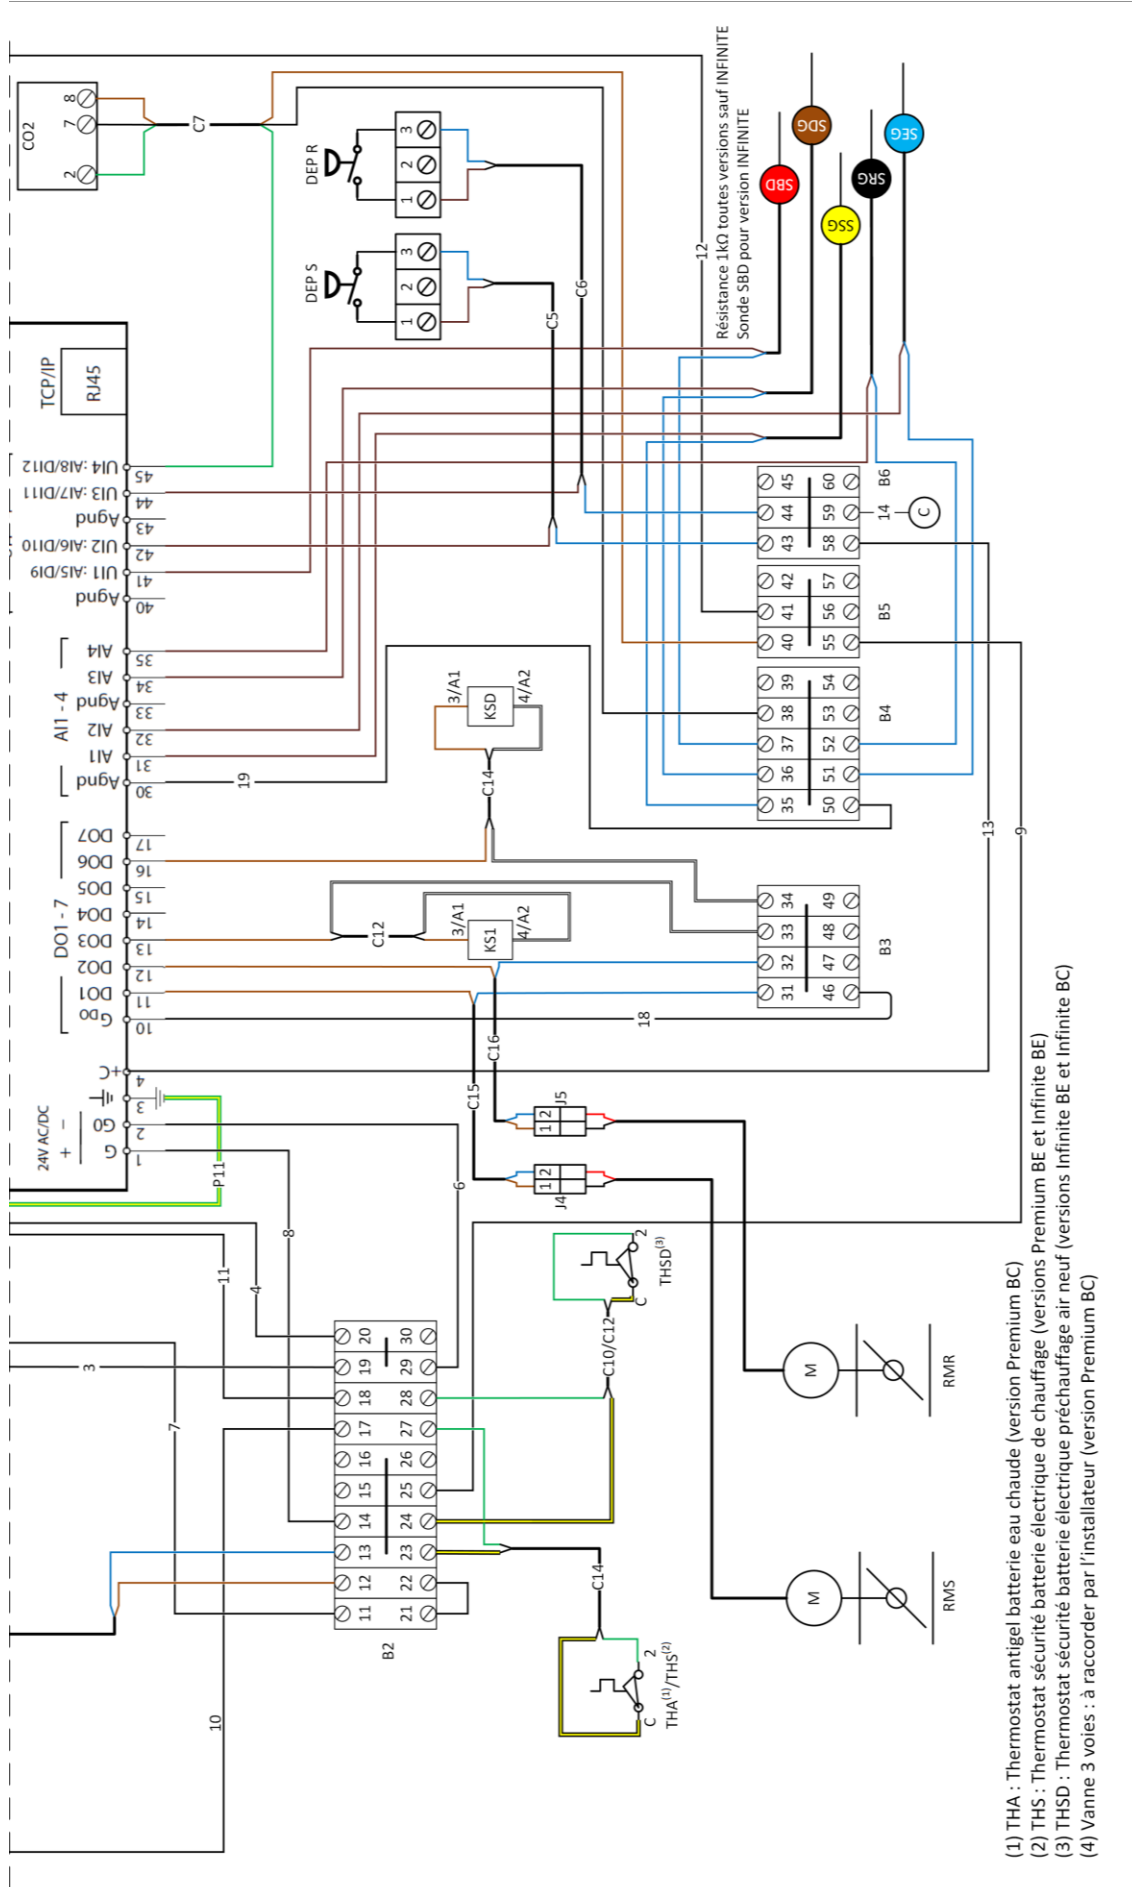 CO2
8
7
2
C7
DEP R
3
2
1
DEP S
3
2
1
C6
C5
12
Résistance 1kΩ toutes versions sauf INFINITE
Sonde SBD pour version INFINITE
SBD
SDG
SSG
SRG
SEG
TCP/IP
RJ45
UI4 : AI8/DI12
45
UI3 : AI7/DI11
44
Agnd
43
UI2 : AI6/DI10
42
UI1 : AI5/DI9
41
Agnd
40
AI1 - 4
AI4
35
AI3
34
Agnd
33
AI2
32
AI1
31
Agnd
30
19
DO1 - 7
DO7
17
DO6
16
DO5
15
DO4
14
DO3
13
DO2
12
DO1
11
GDO
10
C+
4
3
24V AC/DC
+ −
G0
2
G
1
P11
45 60
44 59
43 58
B6
14
C
42 57
41 56
40 55
B5
39 54
38 53
37 52
36 51
35 50
B4
34 49
33 48
32 47
31 46
B3
3/A1
KSD
4/A2
C14
C12
3/A1
KS1
4/A2
18
13
9
C16
C15
J5
1 2
J4
1 2
6
8
11
4
3
7
10
20 30
19 29
18 28
17 27
16 26
15 25
14 24
13 23
12 22
11 21
B2
THSD(3)
2
C
C10/C12
C14
2
C
THA(1)/THS(2)
M
RMR
M
RMS
(1) THA : Thermostat antigel batterie eau chaude (version Premium BC)
(2) THS : Thermostat sécurité batterie électrique de chauffage (versions Premium BE et Infinite BE)
(3) THSD : Thermostat sécurité batterie électrique préchauffage air neuf (versions Infinite BE et Infinite BC)
(4) Vanne 3 voies : à raccorder par l'installateur (version Premium BC)